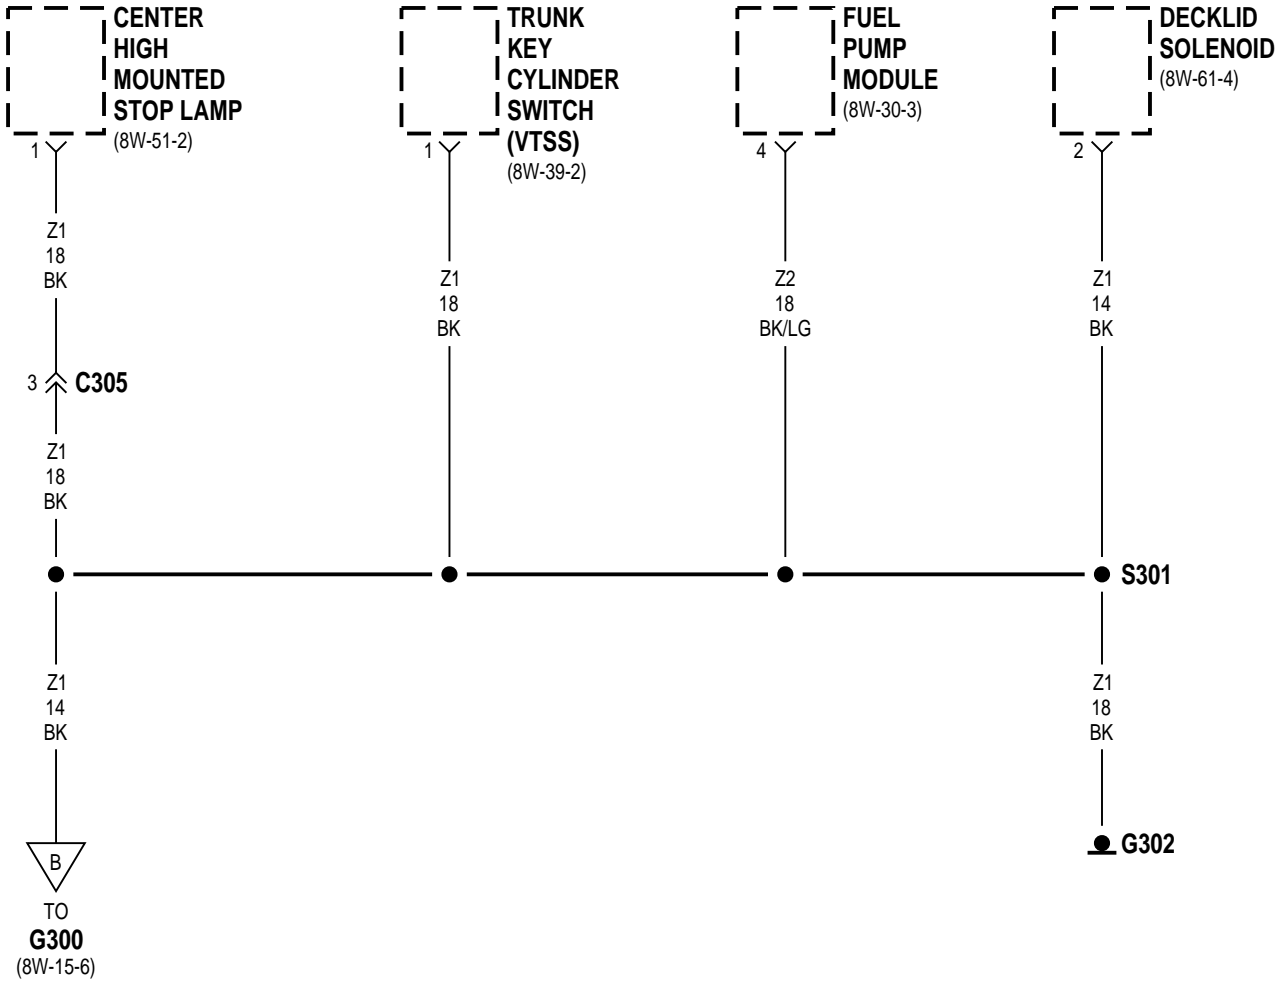 CENTER
HIGH
MOUNTED
STOP LAMP
(8W-51-2)
TRUNK
KEY
CYLINDER
SWITCH
(VTSS)
(8W-39-2)
FUEL
PUMP
MODULE
(8W-30-3)
DECKLID
SOLENOID
(8W-61-4)
1
1
4
2
Z1
18
BK
Z1
18
BK
Z2
18
BK/LG
Z1
14
BK
3
C305
Z1
18
BK
S301
Z1
14
BK
Z1
18
BK
B
G302
TO
G300
(8W-15-6)